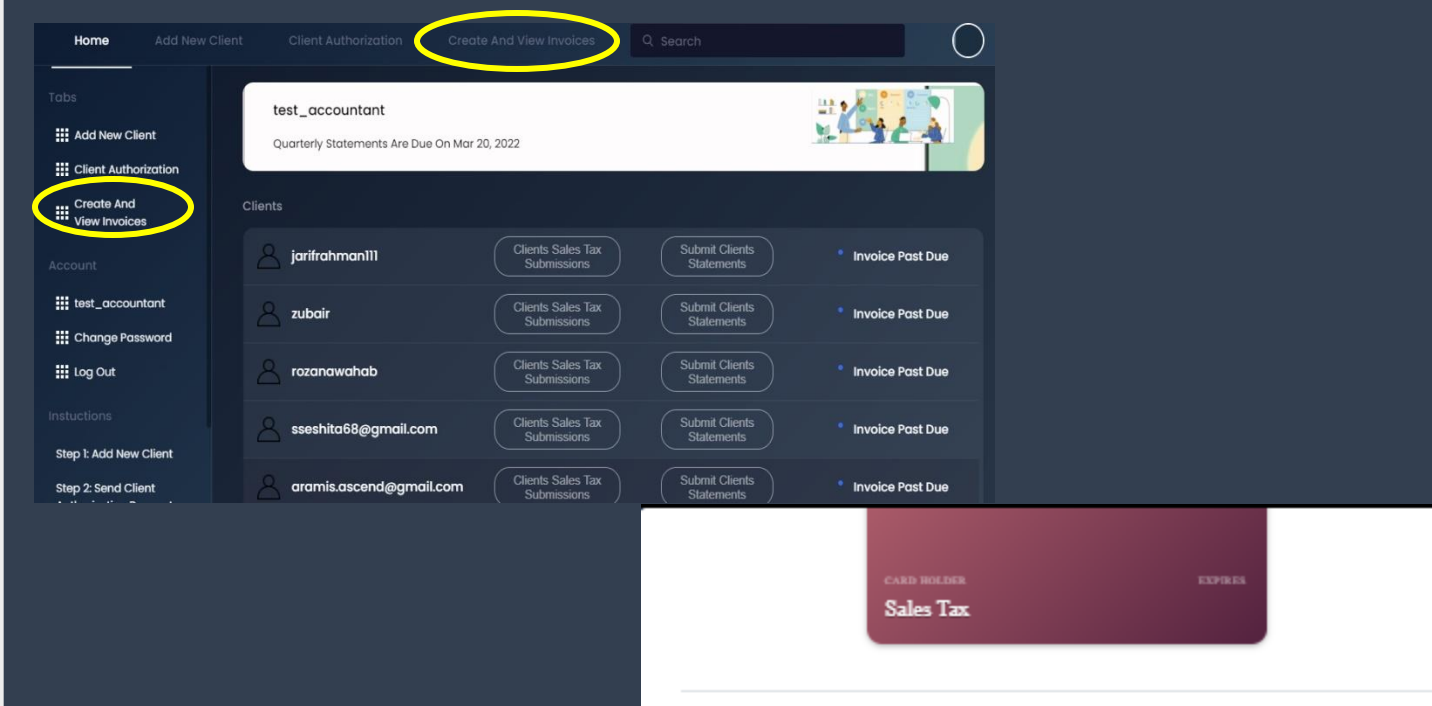 Home Add New Client Client Authorization Create And View Invoices Search
Tabs
Add New Client
Client Authorization
Create And
View Invoices
Account
test_accountant
Change Password
Log Out
Instuctions
Step 1: Add New Client
Step 2: Send Client
test_accountant
Quarterly Statements Are Due On Mar 20, 2022
Clients
jarifrahman111 Clients Sales Tax Submissions Submit Clients Statements Invoice Past Due
zubair Clients Sales Tax Submissions Submit Clients Statements Invoice Past Due
rozanawahab Clients Sales Tax Submissions Submit Clients Statements Invoice Past Due
sseshita68@gmail.com Clients Sales Tax Submissions Submit Clients Statements Invoice Past Due
aramis.ascend@gmail.com Clients Sales Tax Submissions Submit Clients Statements Invoice Past Due
CARD HOLDER EXPIRES
Sales Tax